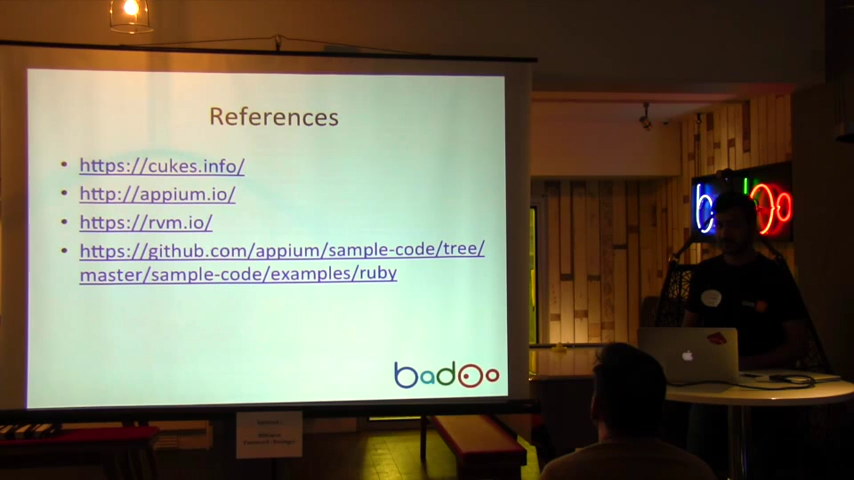 References
• https://cukes.info/
• http://appium.io/
• https://rvm.io/
• https://github.com/appium/sample-code/tree/
master/sample-code/examples/ruby
badoo
badoo